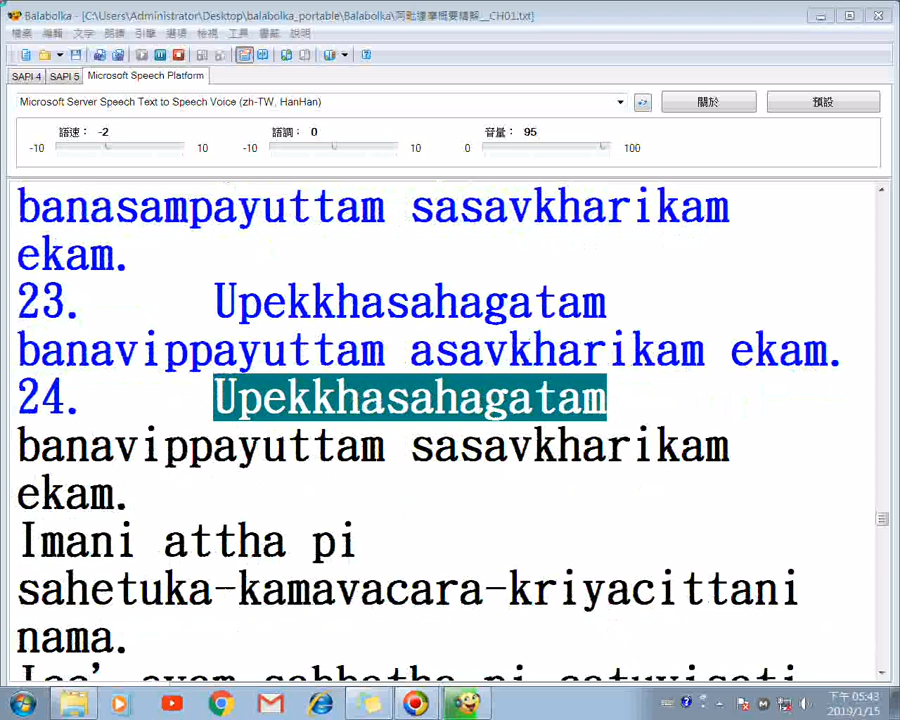 Balabolka - [C:\Users\Administrator\Desktop\balabolka_portable\Balabolka\阿毗達摩概要精解__CH01.txt]
檔案 編輯 文字 朗讀 引擎 選項 檢視 工具 書籤 說明
SAPI 4 SAPI 5 Microsoft Speech Platform
Microsoft Server Speech Text to Speech Voice (zh-TW, HanHan) 關於 預設
語速： -2 語調： 0 音量： 95
-10 10 -10 10 0 100
banasampayuttam sasavkharikam
ekam.
23. Upekkhasahagatam
banavippayuttam asavkharikam ekam.
24. Upekkhasahagatam
banavippayuttam sasavkharikam
ekam.
Imani attha pi
sahetuka-kamavacara-kriyacittani
nama.
下午 05:43
2019/1/15